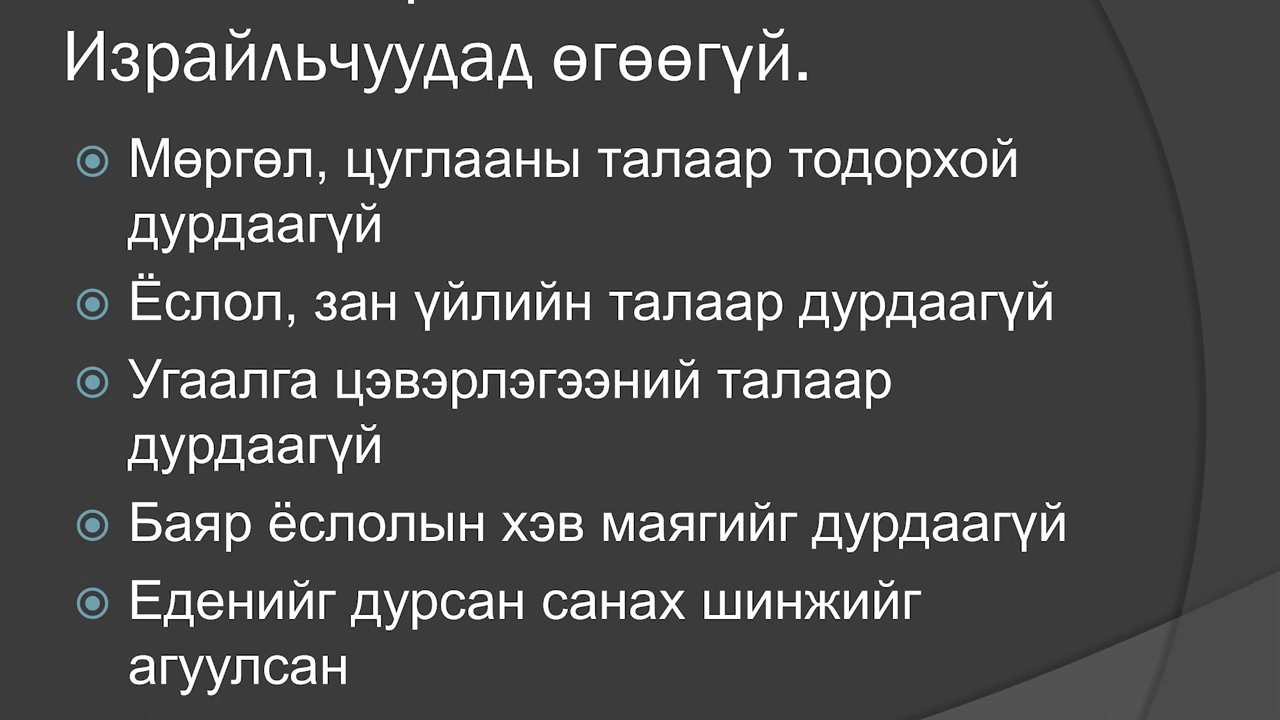 Израйльчуудад өгөөгүй.
Мөргөл, цуглааны талаар тодорхой
дурдаагүй
Ёслол, зан үйлийн талаар дурдаагүй
Угаалга цэвэрлэгээний талаар
дурдаагүй
Баяр ёслолын хэв маягийг дурдаагүй
Еденийг дурсан санах шинжийг
агуулсан